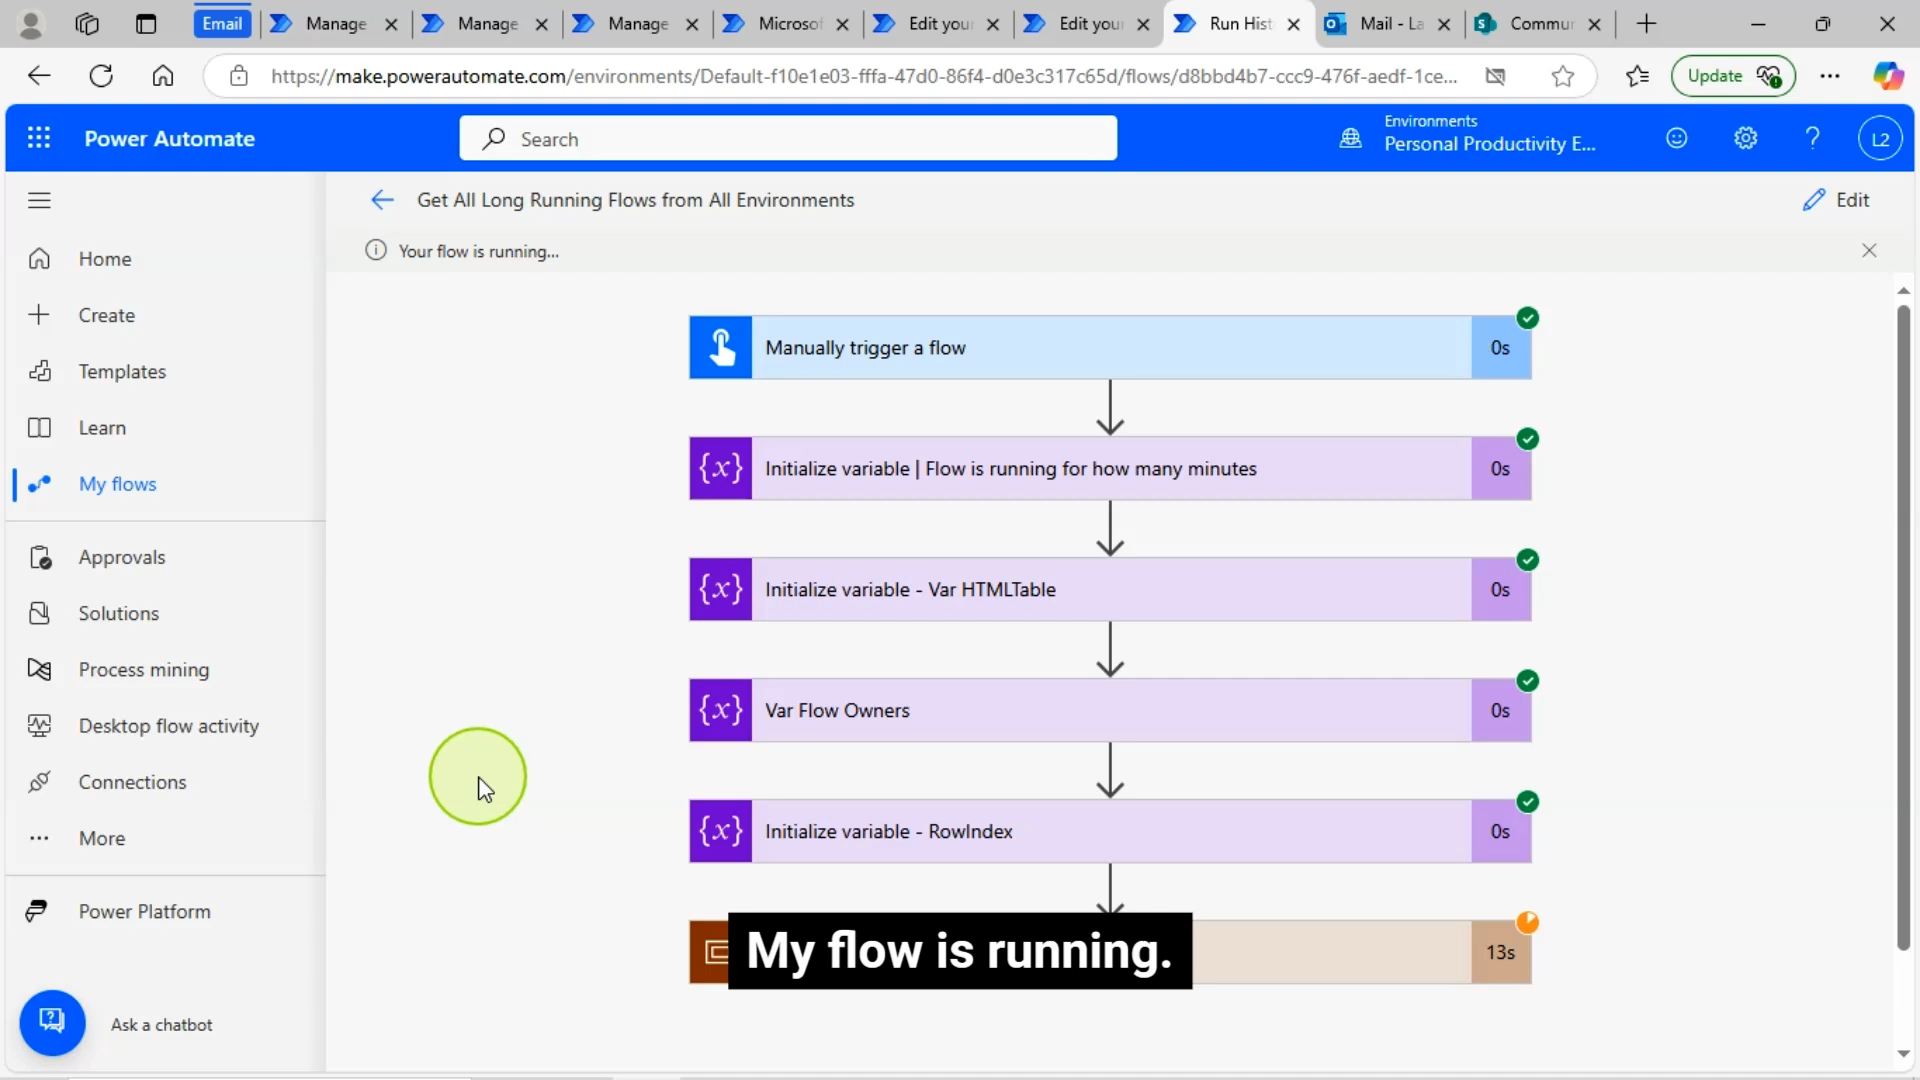 Email
Manage
Manage
Manage
Microsof
Edit your
Edit your
Run Hist
Mail - La
Commun
https://make.powerautomate.com/environments/Default-f10e1e03-fffa-47d0-86f4-d0e3c317c65d/flows/d8bbd4b7-ccc9-476f-aedf-1ce...
Update
Power Automate
Search
Environments
Personal Productivity E...
L2
Get All Long Running Flows from All Environments
Edit
Your flow is running...
Home
Create
Templates
Learn
My flows
Approvals
Solutions
Process mining
Desktop flow activity
Connections
More
Power Platform
Ask a chatbot
Manually trigger a flow
0s
{x}
Initialize variable | Flow is running for how many minutes
0s
{x}
Initialize variable - Var HTMLTable
0s
{x}
Var Flow Owners
0s
{x}
Initialize variable - RowIndex
0s
My flow is running.
13s